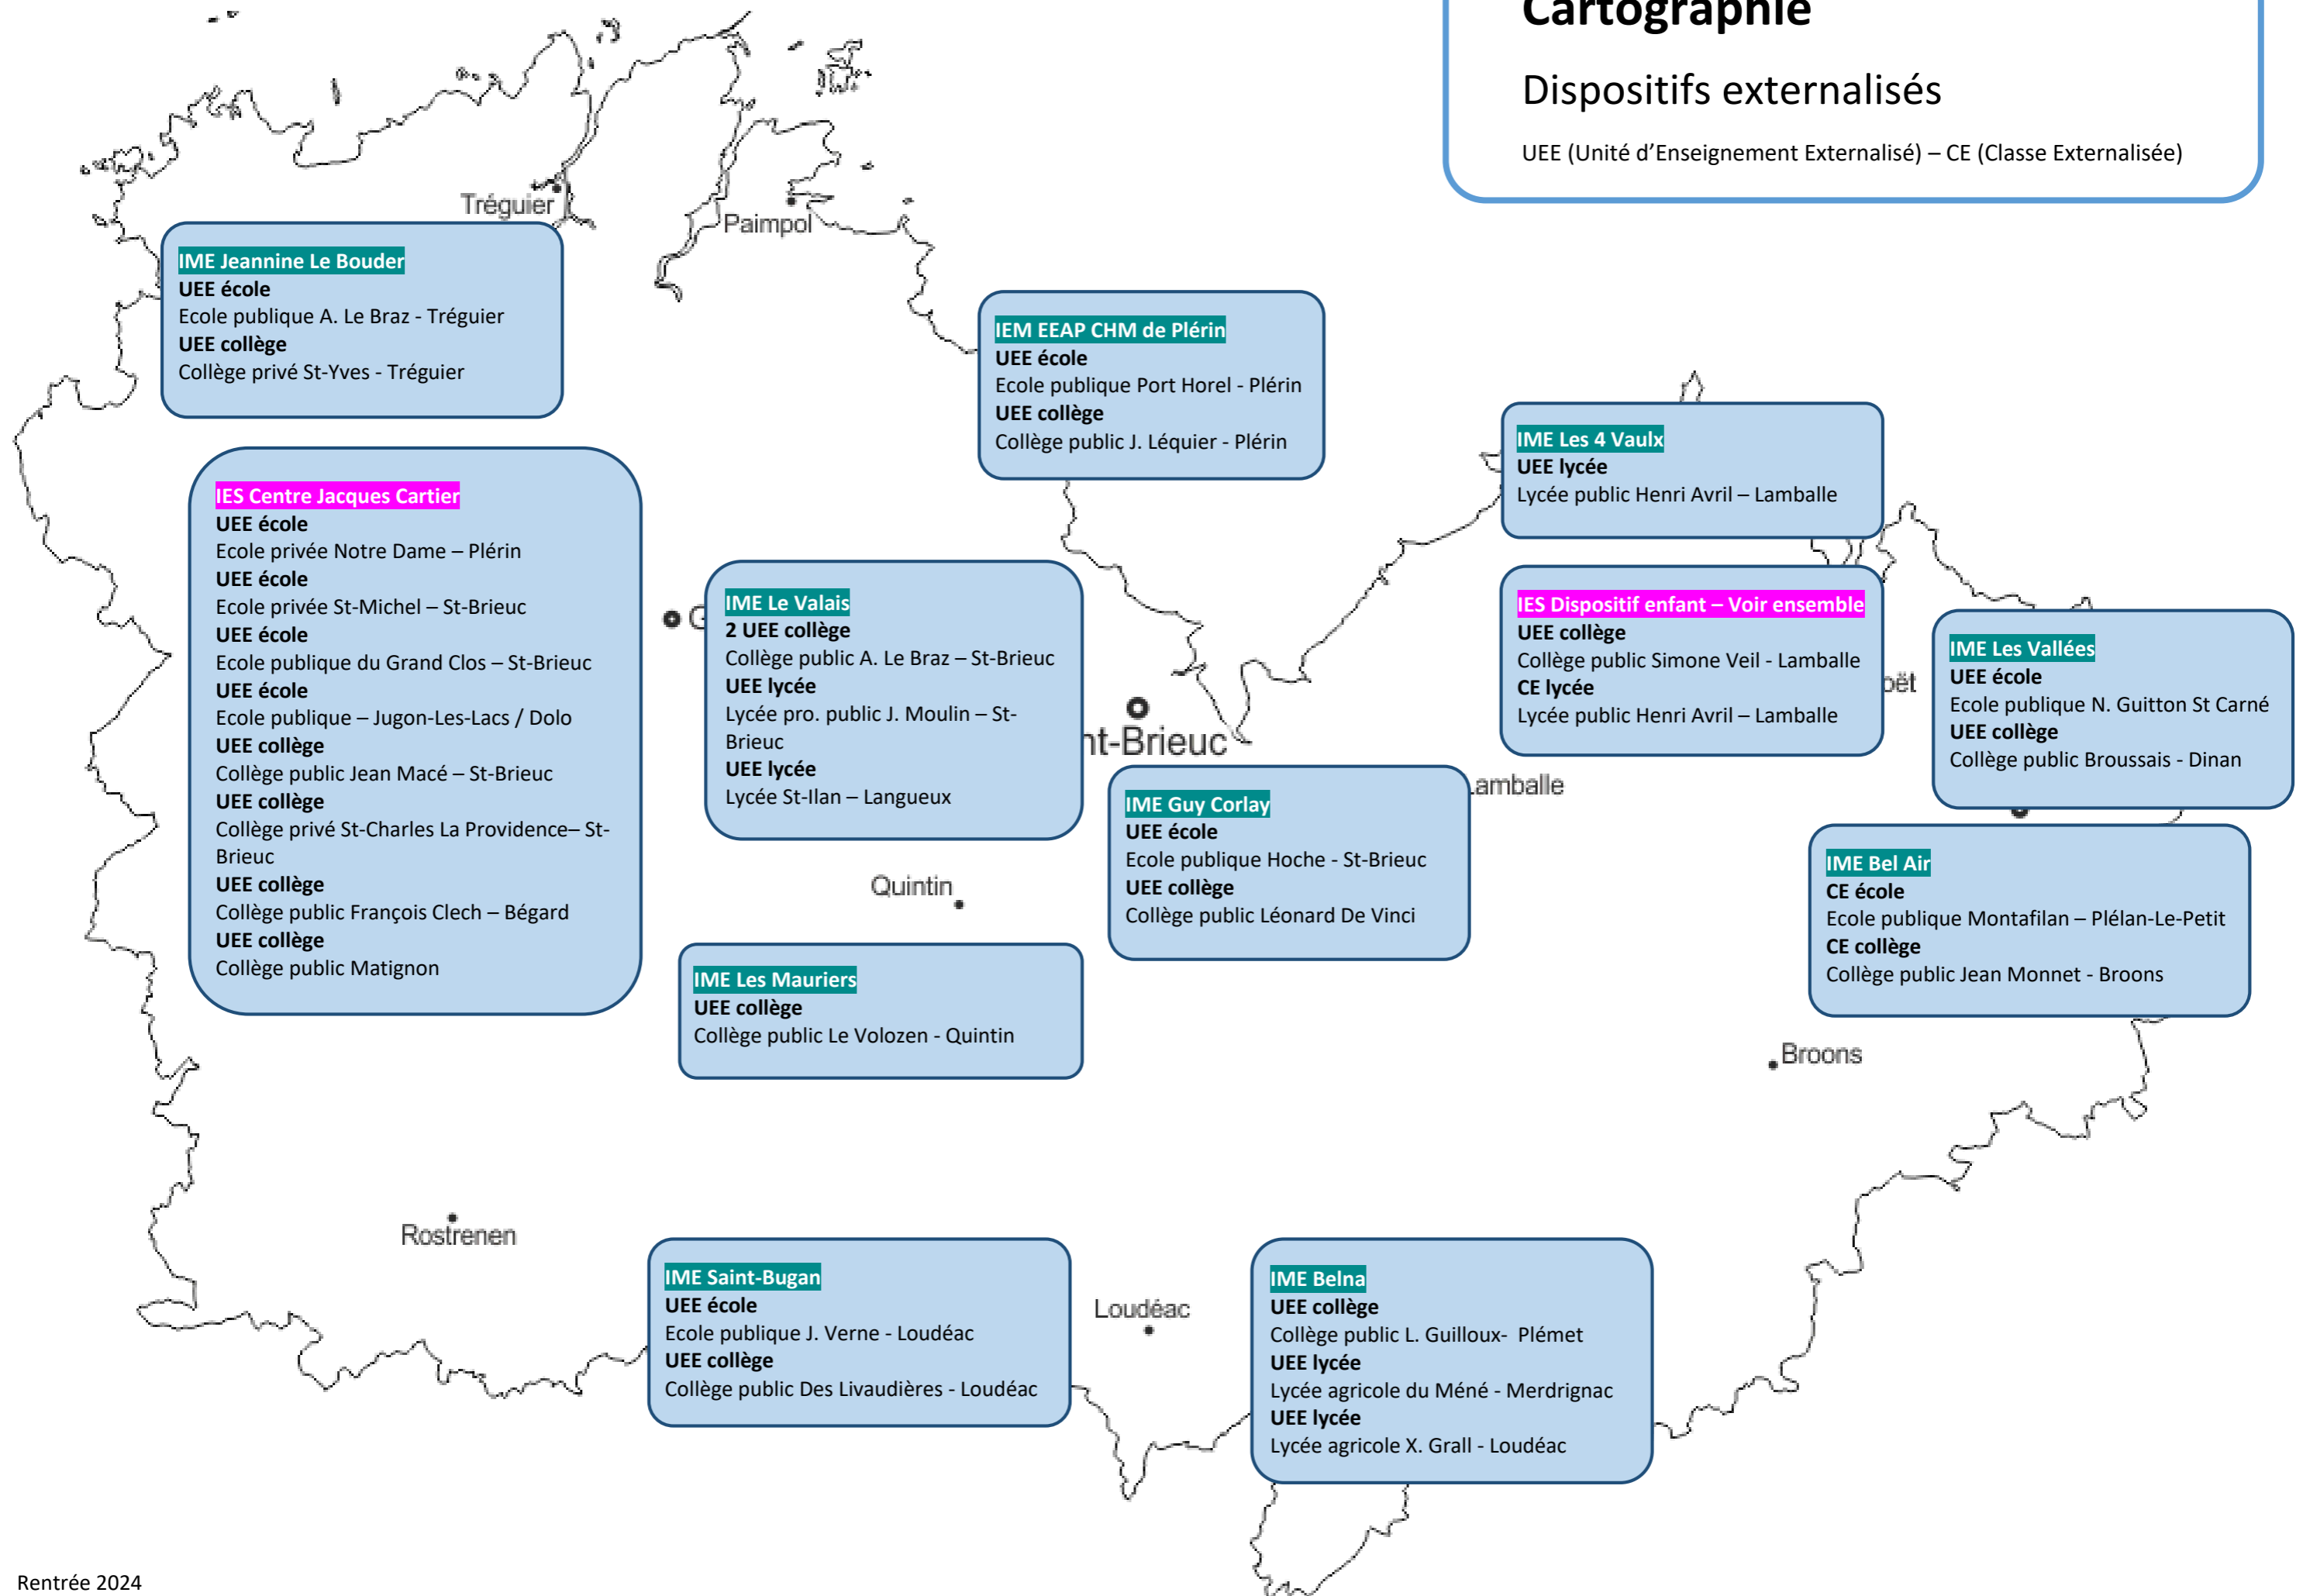 Cartographie
Dispositifs externalisés
UEE (Unité d’Enseignement Externalisé) – CE (Classe Externalisée)
Tréguier
Paimpol
IME Jeannine Le Bouder
UEE école
Ecole publique A. Le Braz - Tréguier
UEE collège
Collège privé St-Yves - Tréguier
IEM EEAP CHM de Plérin
UEE école
Ecole publique Port Horel - Plérin
UEE collège
Collège public J. Léquier - Plérin
IME Les 4 Vaulx
UEE lycée
Lycée public Henri Avril – Lamballe
IES Centre Jacques Cartier
UEE école
Ecole privée Notre Dame – Plérin
UEE école
Ecole privée St-Michel – St-Brieuc
UEE école
Ecole publique du Grand Clos – St-Brieuc
UEE école
Ecole publique – Jugon-Les-Lacs / Dolo
UEE collège
Collège public Jean Macé – St-Brieuc
UEE collège
Collège privé St-Charles La Providence– St-
Brieuc
UEE collège
Collège public François Clech – Bégard
UEE collège
Collège public Matignon
G
IME Le Valais
2 UEE collège
Collège public A. Le Braz – St-Brieuc
UEE lycée
Lycée pro. public J. Moulin – St-
Brieuc
UEE lycée
Lycée St-Ilan – Langueux
nt-Brieuc
IES Dispositif enfant – Voir ensemble
UEE collège
Collège public Simone Veil - Lamballe
CE lycée
Lycée public Henri Avril – Lamballe
oët
IME Les Vallées
UEE école
Ecole publique N. Guitton St Carné
UEE collège
Collège public Broussais - Dinan
amballe
IME Guy Corlay
UEE école
Ecole publique Hoche - St-Brieuc
UEE collège
Collège public Léonard De Vinci
IME Bel Air
CE école
Ecole publique Montafilan – Plélan-Le-Petit
CE collège
Collège public Jean Monnet - Broons
Quintin
IME Les Mauriers
UEE collège
Collège public Le Volozen - Quintin
Broons
Rostrenen
IME Saint-Bugan
UEE école
Ecole publique J. Verne - Loudéac
UEE collège
Collège public Des Livaudières - Loudéac
Loudéac
IME Belna
UEE collège
Collège public L. Guilloux- Plémet
UEE lycée
Lycée agricole du Méné - Merdrignac
UEE lycée
Lycée agricole X. Grall - Loudéac
Rentrée 2024